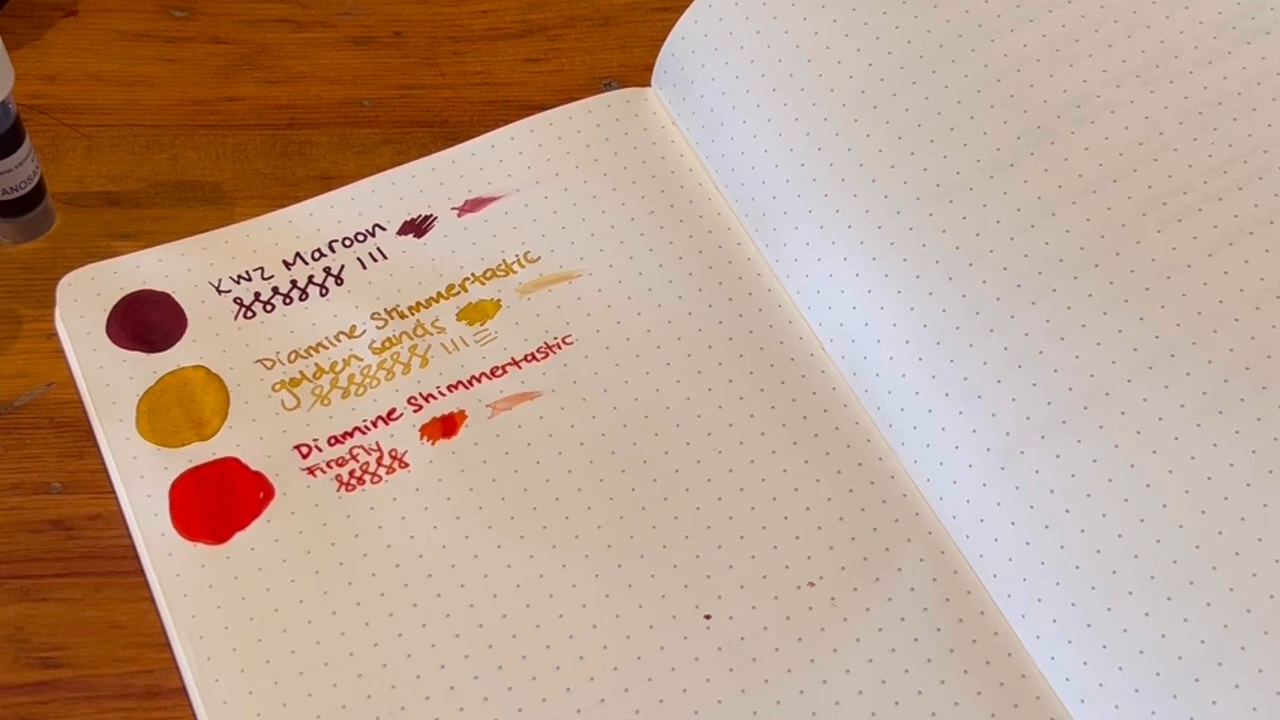 KWZ Maroon
Diamine Shimmertastic
golden sands
Diamine Shimmertastic
Firefly